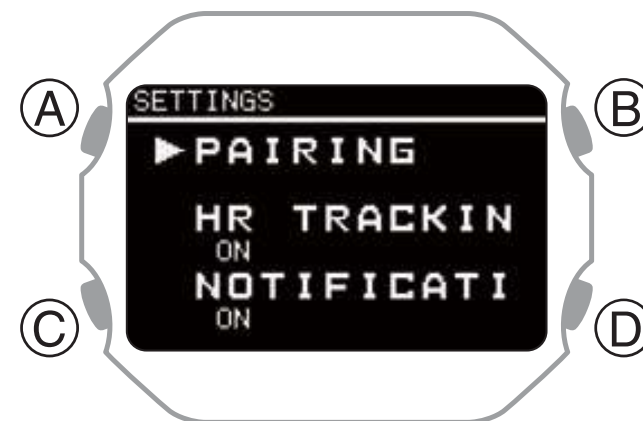 A
B
SETTINGS
▶PAIRING
HR TRACKIN
ON
NOTIFICATI
ON
C
D